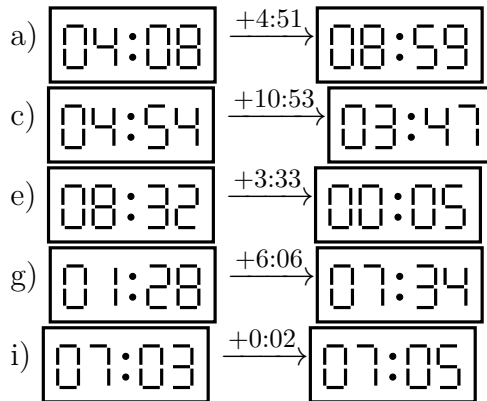 a) 04:08 +4:51 08:59
c) 04:54 +10:53 03:47
e) 08:32 +3:33 00:05
g) 01:28 +6:06 07:34
i) 07:03 +0:02 07:05